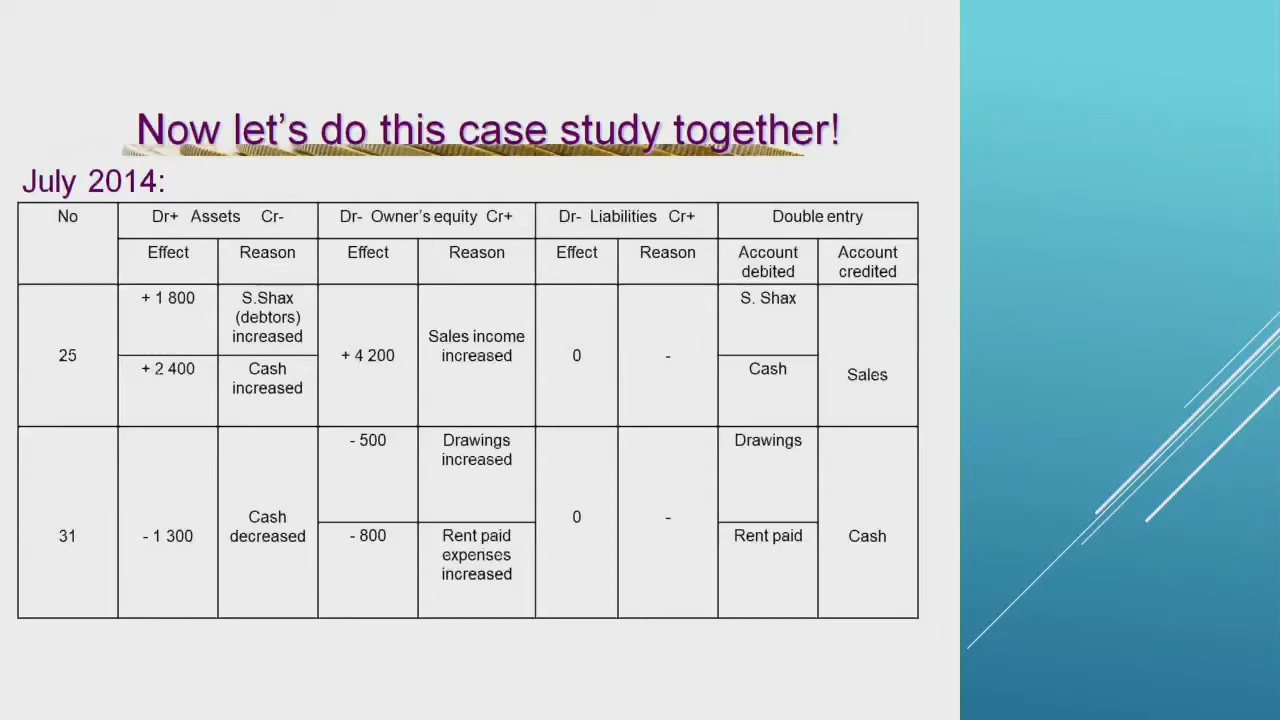 Now let's do this case study together!
July 2014:
No
Dr+ Assets Cr-
Dr- Owner's equity Cr+
Dr- Liabilities Cr+
Double entry
Effect
Reason
Effect
Reason
Effect
Reason
Account
debited
Account
credited
25
+ 1 800
S.Shax
(debtors)
increased
+ 2 400
Cash
increased
+ 4 200
Sales income
increased
0
-
S. Shax
Cash
Sales
31
- 1 300
Cash
decreased
- 500
Drawings
increased
- 800
Rent paid
expenses
increased
0
-
Drawings
Rent paid
Cash